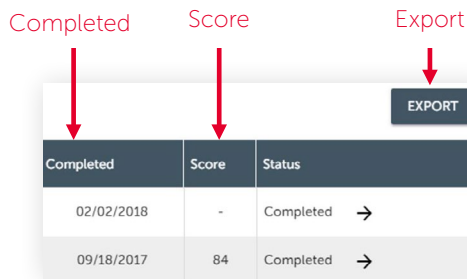 Completed Score Export
EXPORT
Completed Score Status
02/02/2018 - Completed →
09/18/2017 84 Completed →